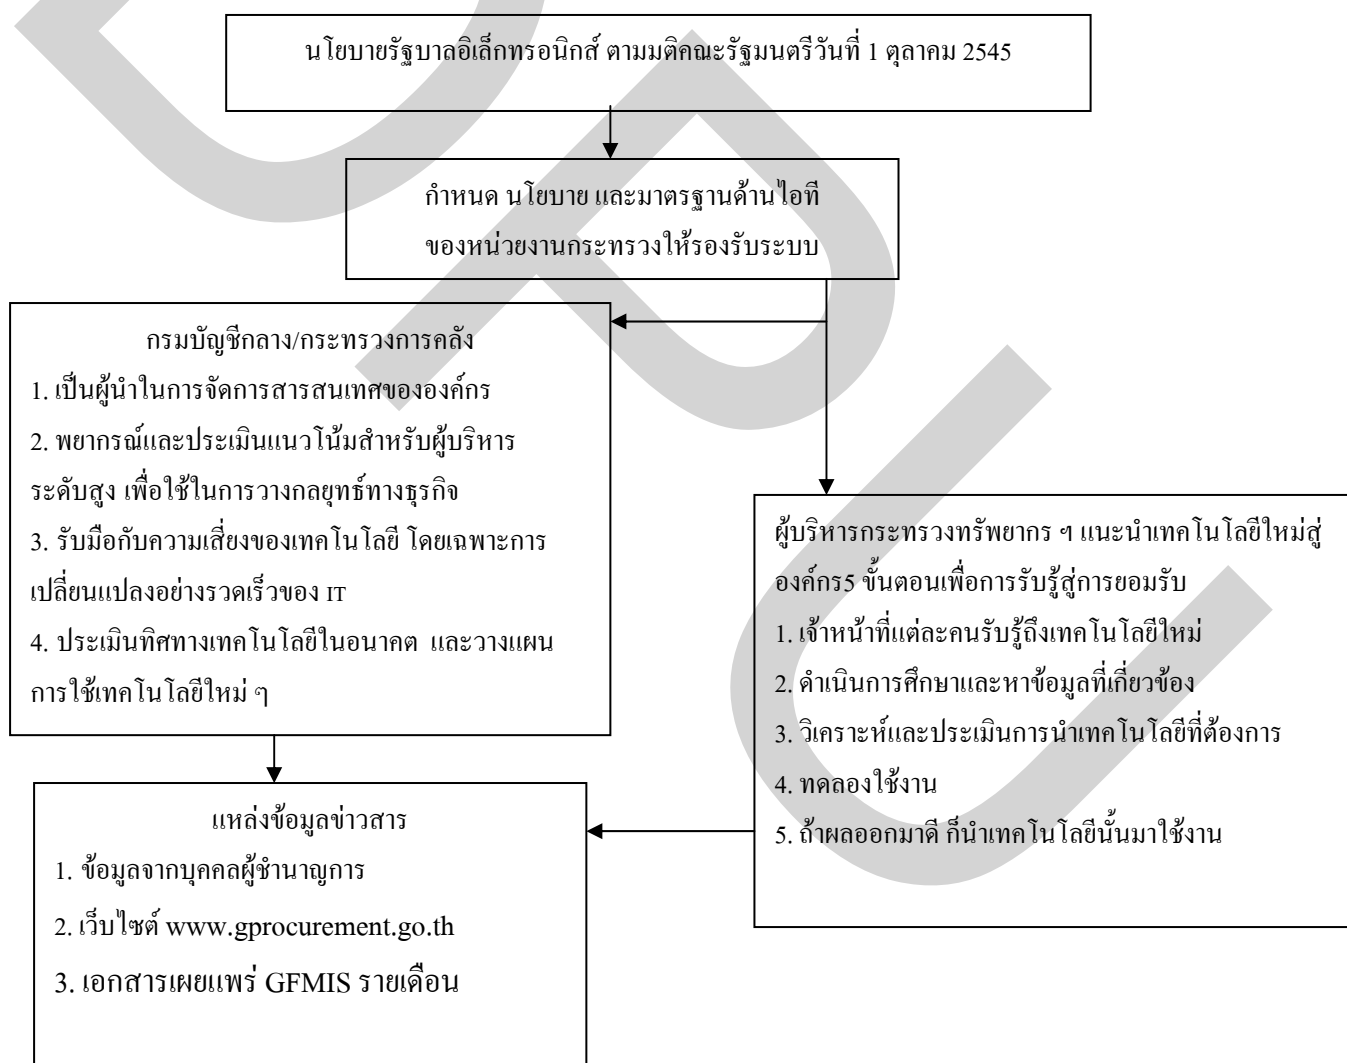 นโยบายรัฐบาลอิเล็กทรอนิกส์ ตามมติคณะรัฐมนตรีวันที่ 1 ตุลาคม 2545
กำหนด นโยบาย และมาตรฐานด้านไอที
ของหน่วยงานกระทรวงให้รองรับระบบ
กรมบัญชีกลาง/กระทรวงการคลัง
1. เป็นผู้นำในการจัดการสารสนเทศขององค์กร
2. พยากรณ์และประเมินแนวโน้มสำหรับผู้บริหาร
ระดับสูง เพื่อใช้ในการวางกลยุทธ์ทางธุรกิจ
3. รับมือกับความเสี่ยงของเทคโนโลยี โดยเฉพาะการ
เปลี่ยนแปลงอย่างรวดเร็วของ IT
4. ประเมินทิศทางเทคโนโลยีในอนาคต และวางแผน
การใช้เทคโนโลยีใหม่ ๆ
ผู้บริหารกระทรวงทรัพยากร ฯ แนะนำเทคโนโลยีใหม่สู่
องค์กร5 ขั้นตอนเพื่อการรับรู้สู่การยอมรับ
1. เจ้าหน้าที่แต่ละคนรับรู้ถึงเทคโนโลยีใหม่
2. ดำเนินการศึกษาและหาข้อมูลที่เกี่ยวข้อง
3. วิเคราะห์และประเมินการนำเทคโนโลยีที่ต้องการ
4. ทดลองใช้งาน
5. ถ้าผลออกมาดี ก็นำเทคโนโลยีนั้นมาใช้งาน
แหล่งข้อมูลข่าวสาร
1. ข้อมูลจากบุคคลผู้ชำนาญการ
2. เว็บไซต์ www.gprocurement.go.th
3. เอกสารเผยแพร่ GFMIS รายเดือน
DPU